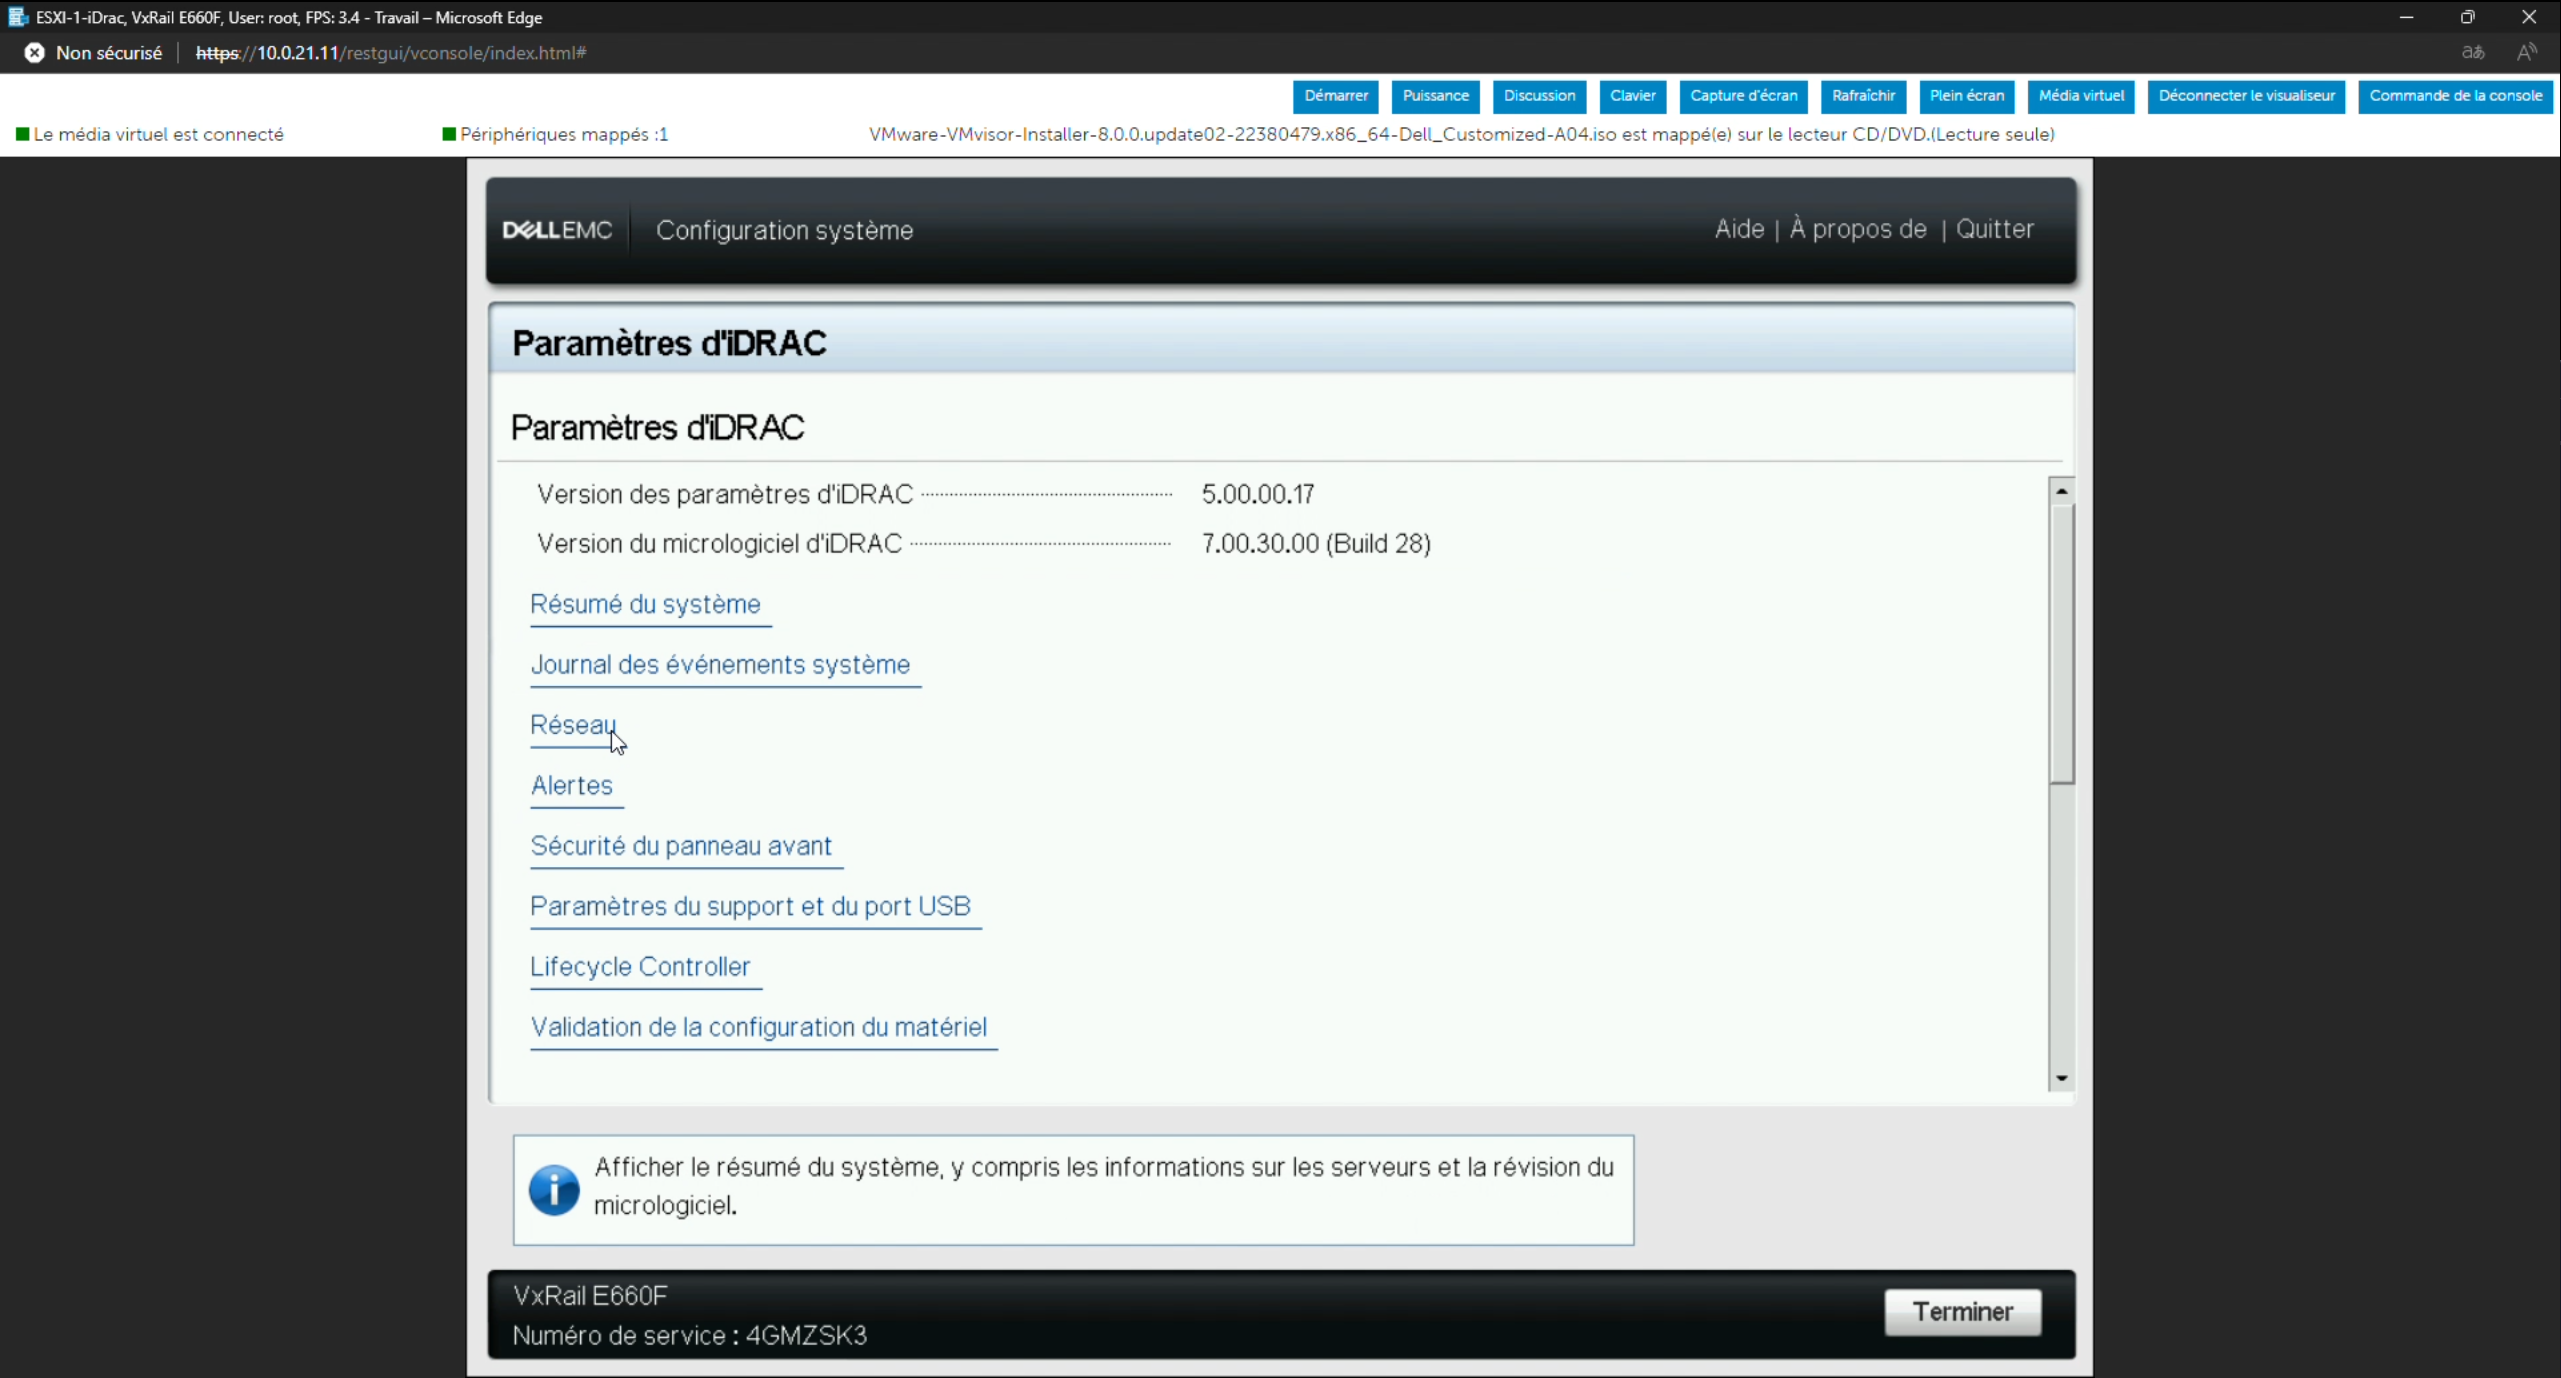 ESXI-1-iDrac, VxRail E660F, User: root, FPS: 3.4 - Travail – Microsoft Edge
Non sécurisé https://10.0.21.11/restgui/vconsole/index.html#
Démarrer Puissance Discussion Clavier Capture d'écran Rafraîchir Plein écran Média virtuel Déconnecter le visualiseur Commande de la console
Le média virtuel est connecté Périphériques mappés :1 VMware-VMvisor-Installer-8.0.0.update02-22380479.x86_64-Dell_Customized-A04.iso est mappé(e) sur le lecteur CD/DVD.(Lecture seule)
DELLEMC Configuration système Aide | À propos de | Quitter
Paramètres d'iDRAC
Paramètres d'iDRAC
Version des paramètres d'iDRAC 5.00.00.17
Version du micrologiciel d'iDRAC 7.00.30.00 (Build 28)
Résumé du système
Journal des événements système
Réseau
Alertes
Sécurité du panneau avant
Paramètres du support et du port USB
Lifecycle Controller
Validation de la configuration du matériel
Afficher le résumé du système, y compris les informations sur les serveurs et la révision du
micrologiciel.
VxRail E660F
Numéro de service : 4GMZSK3
Terminer